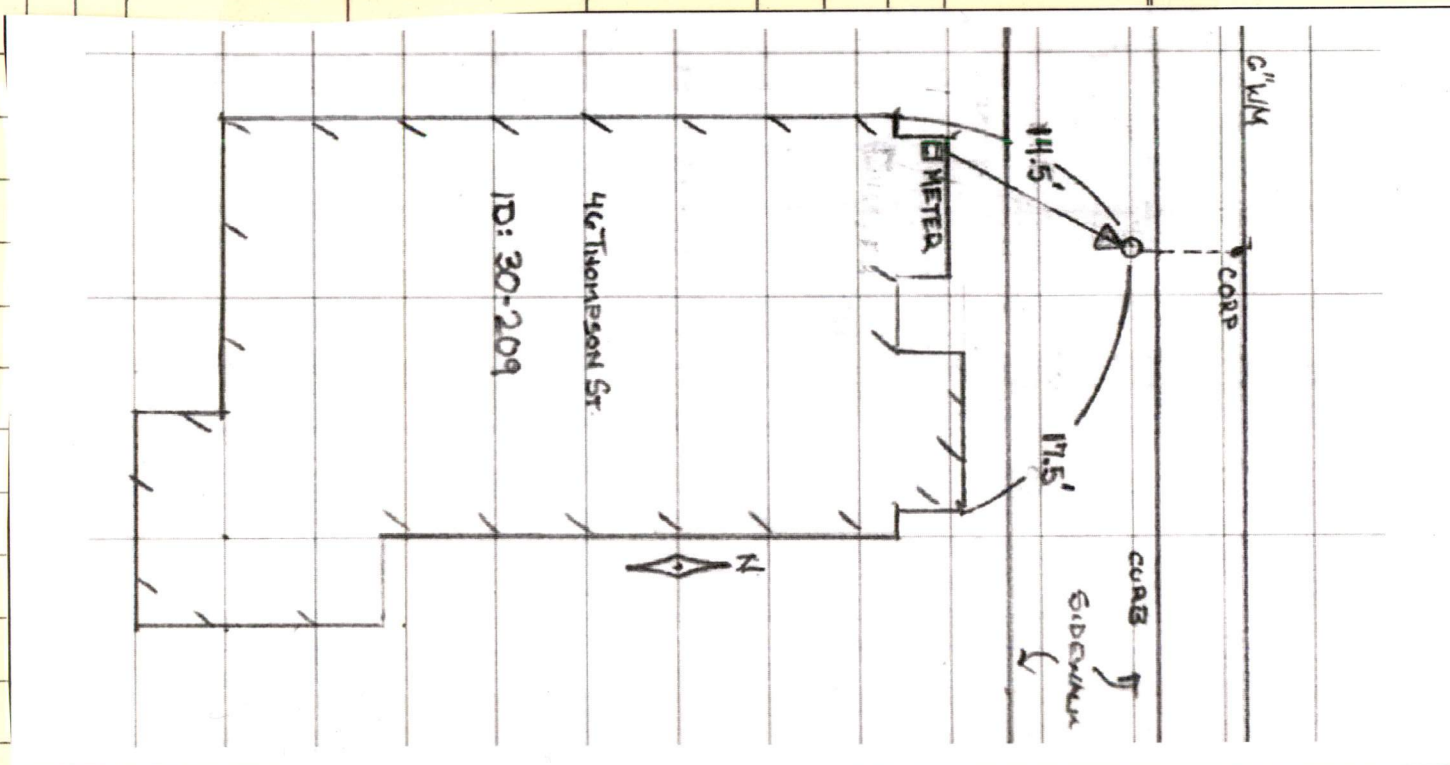 6" WM
CORP
14.5'
METER
17.5'
46 THOMPSON ST
ID: 30-209
N
CURB
SIDEWALK